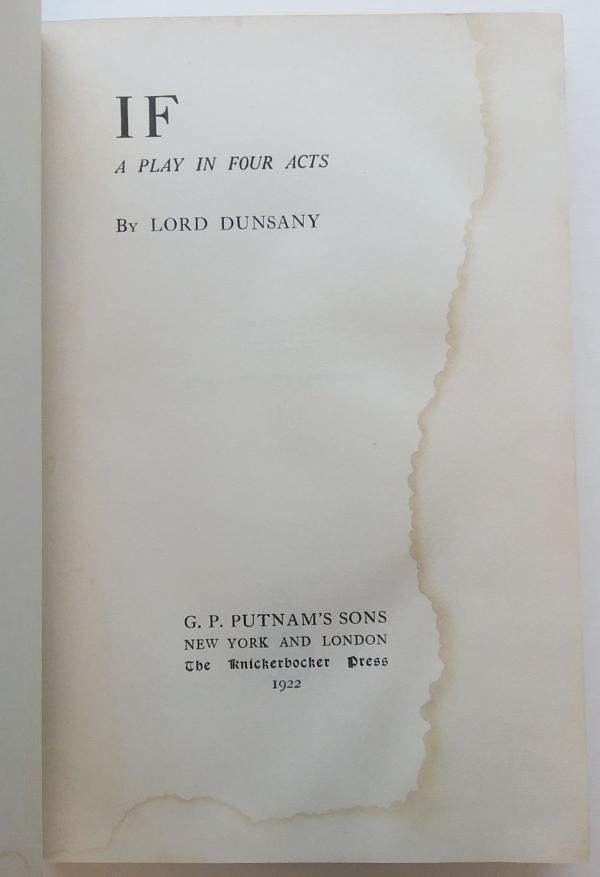 IF
A PLAY IN FOUR ACTS
By LORD DUNSANY
G. P. PUTNAM'S SONS
NEW YORK AND LONDON
The Knickerbocker Press
1922